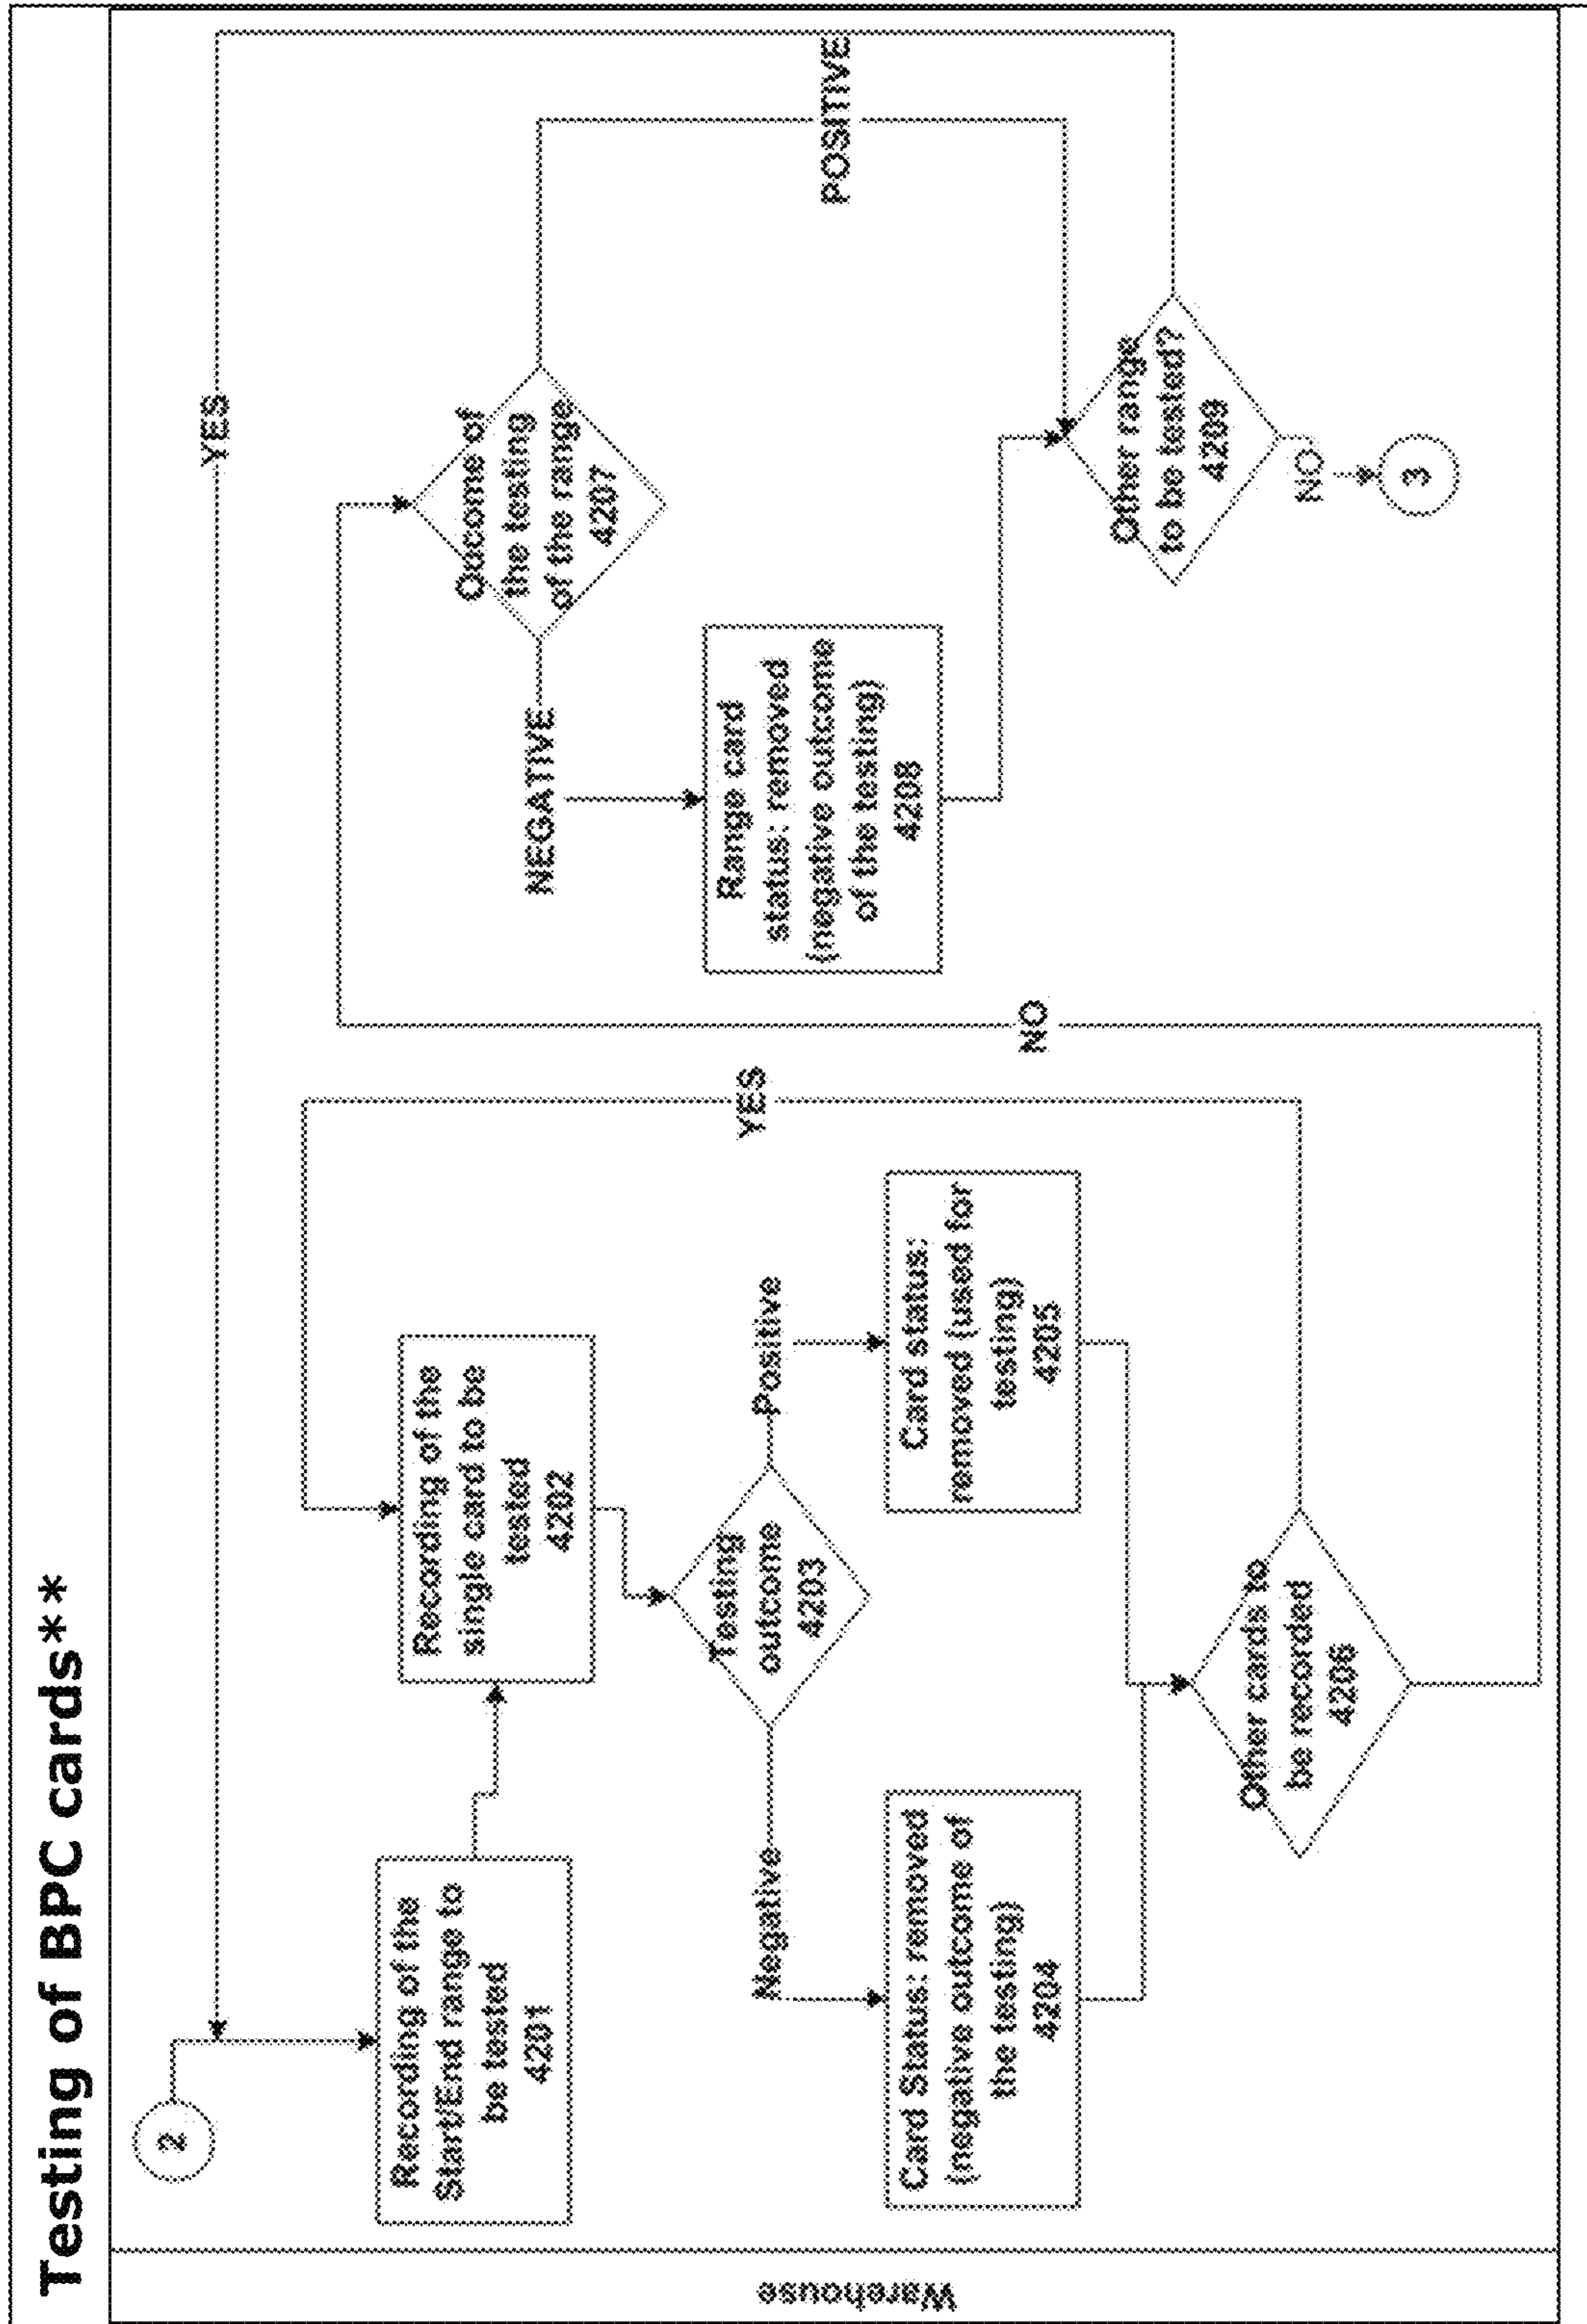 Testing of BPC cards**
Warehouse
2
Recording of the
Start/End range to
be tested
4201
Recording of the
single card to be
tested
4202
Testing
outcome
4203
Negative
Positive
Card Status: removed
(negative outcome of
the testing)
4204
Card status:
removed (used for
testing)
4205
Other cards to
be recorded
4206
YES
NO
YES
Outcome of
the testing
of the range
4207
NEGATIVE
POSITIVE
Range card
status: removed
(negative outcome
of the testing)
4208
Other range
to be tested?
4209
NO
3